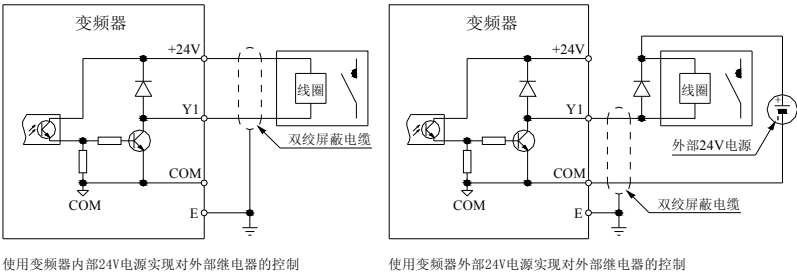 变频器
+24V
线圈
Y1
双绞屏蔽电缆
COM
COM
E
使用变频器内部24V电源实现对外部继电器的控制
变频器
+24V
线圈
Y1
+
外部24V电源
COM
COM
双绞屏蔽电缆
E
使用变频器外部24V电源实现对外部继电器的控制